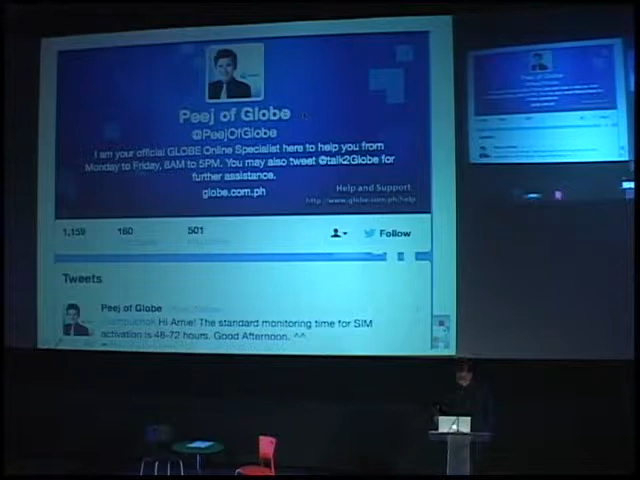 Peej of Globe
@PeejOfGlobe
I am your official GLOBE Online Specialist here to help you from
Monday to Friday, 8AM to 5PM. You may also tweet @talk2Globe for
further assistance.
globe.com.ph
Help and Support
http://www.globe.com.ph/help
1,159 160 501
Follow
Tweets
Peej of Globe
Hi Arnie! The standard monitoring time for SIM
activation is 48-72 hours. Good Afternoon. ^^